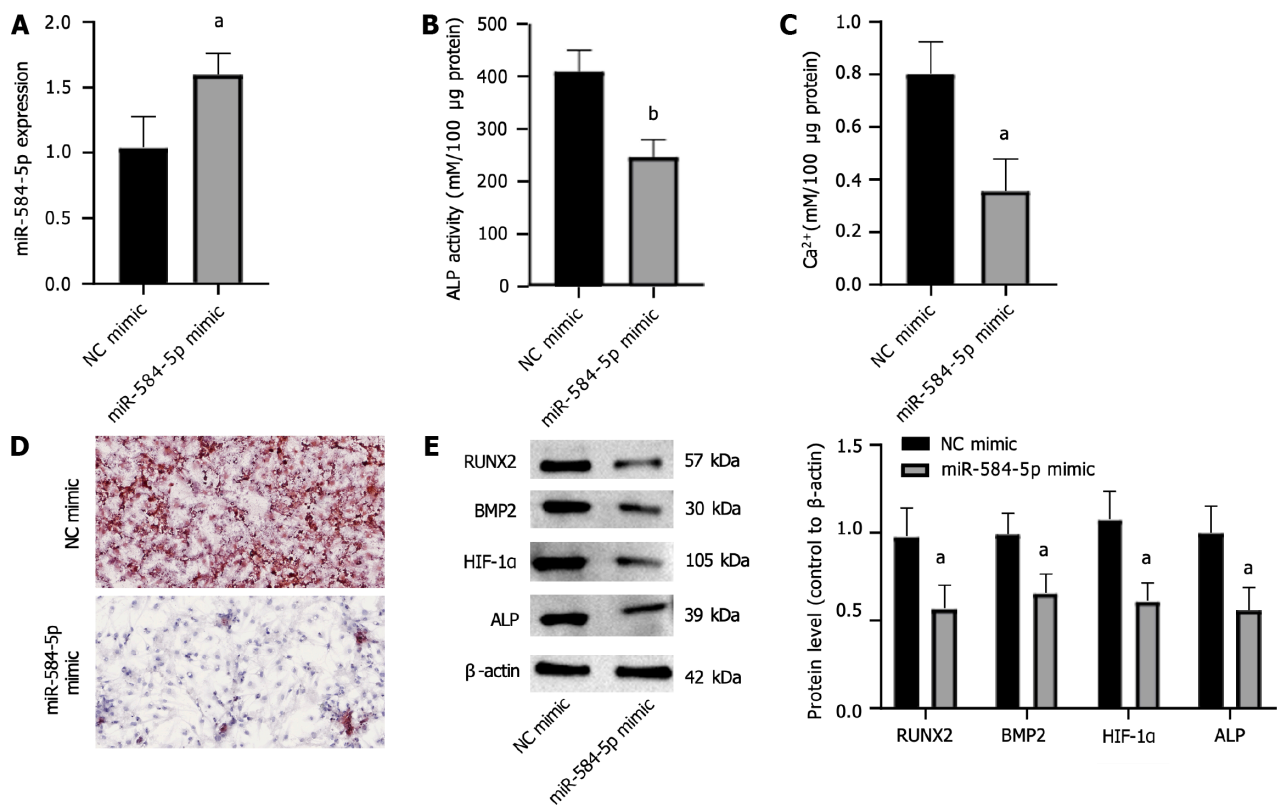 A
miR-584-5p expression
2.0
1.5
1.0
0.5
0.0
a
NC mimic
miR-584-5p mimic
B
ALP activity (mM/100 μg protein)
500
400
300
200
100
0
b
NC mimic
miR-584-5p mimic
C
Ca²⁺(mM/100 μg protein)
1.0
0.8
0.6
0.4
0.2
0.0
a
NC mimic
miR-584-5p mimic
D
NC mimic
miR-584-5p
mimic
E
RUNX2 57 kDa
BMP2 30 kDa
HIF-1α 105 kDa
ALP 39 kDa
β-actin 42 kDa
NC mimic
miR-584-5p mimic
Protein level (control to β-actin)
1.5
1.0
0.5
0.0
NC mimic
miR-584-5p mimic
a
a
a
a
RUNX2 BMP2 HIF-1α ALP